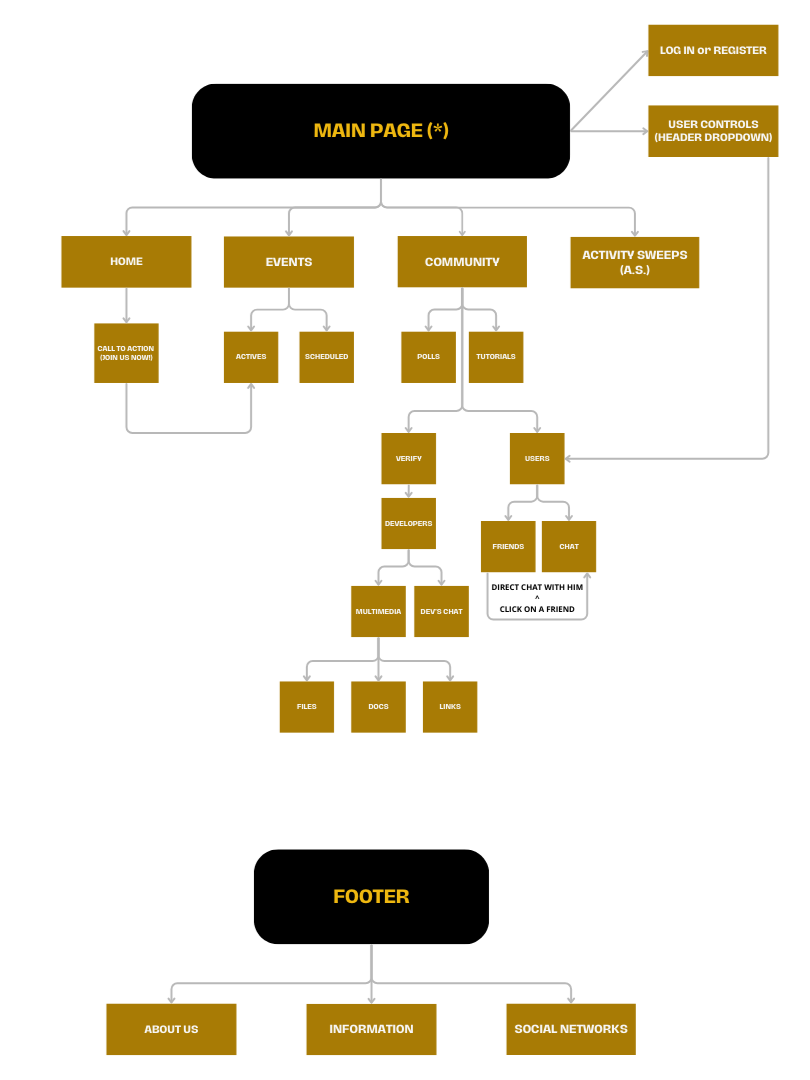 LOG IN or REGISTER
MAIN PAGE (*)
USER CONTROLS
(HEADER DROPDOWN)
HOME
EVENTS
COMMUNITY
ACTIVITY SWEEPS
(A.S.)
CALL TO ACTION
(JOIN US NOW!)
ACTIVES
SCHEDULED
POLLS
TUTORIALS
VERIFY
USERS
DEVELOPERS
FRIENDS
CHAT
DIRECT CHAT WITH HIM
^
CLICK ON A FRIEND
MULTIMEDIA
DEV'S CHAT
FILES
DOCS
LINKS
FOOTER
ABOUT US
INFORMATION
SOCIAL NETWORKS